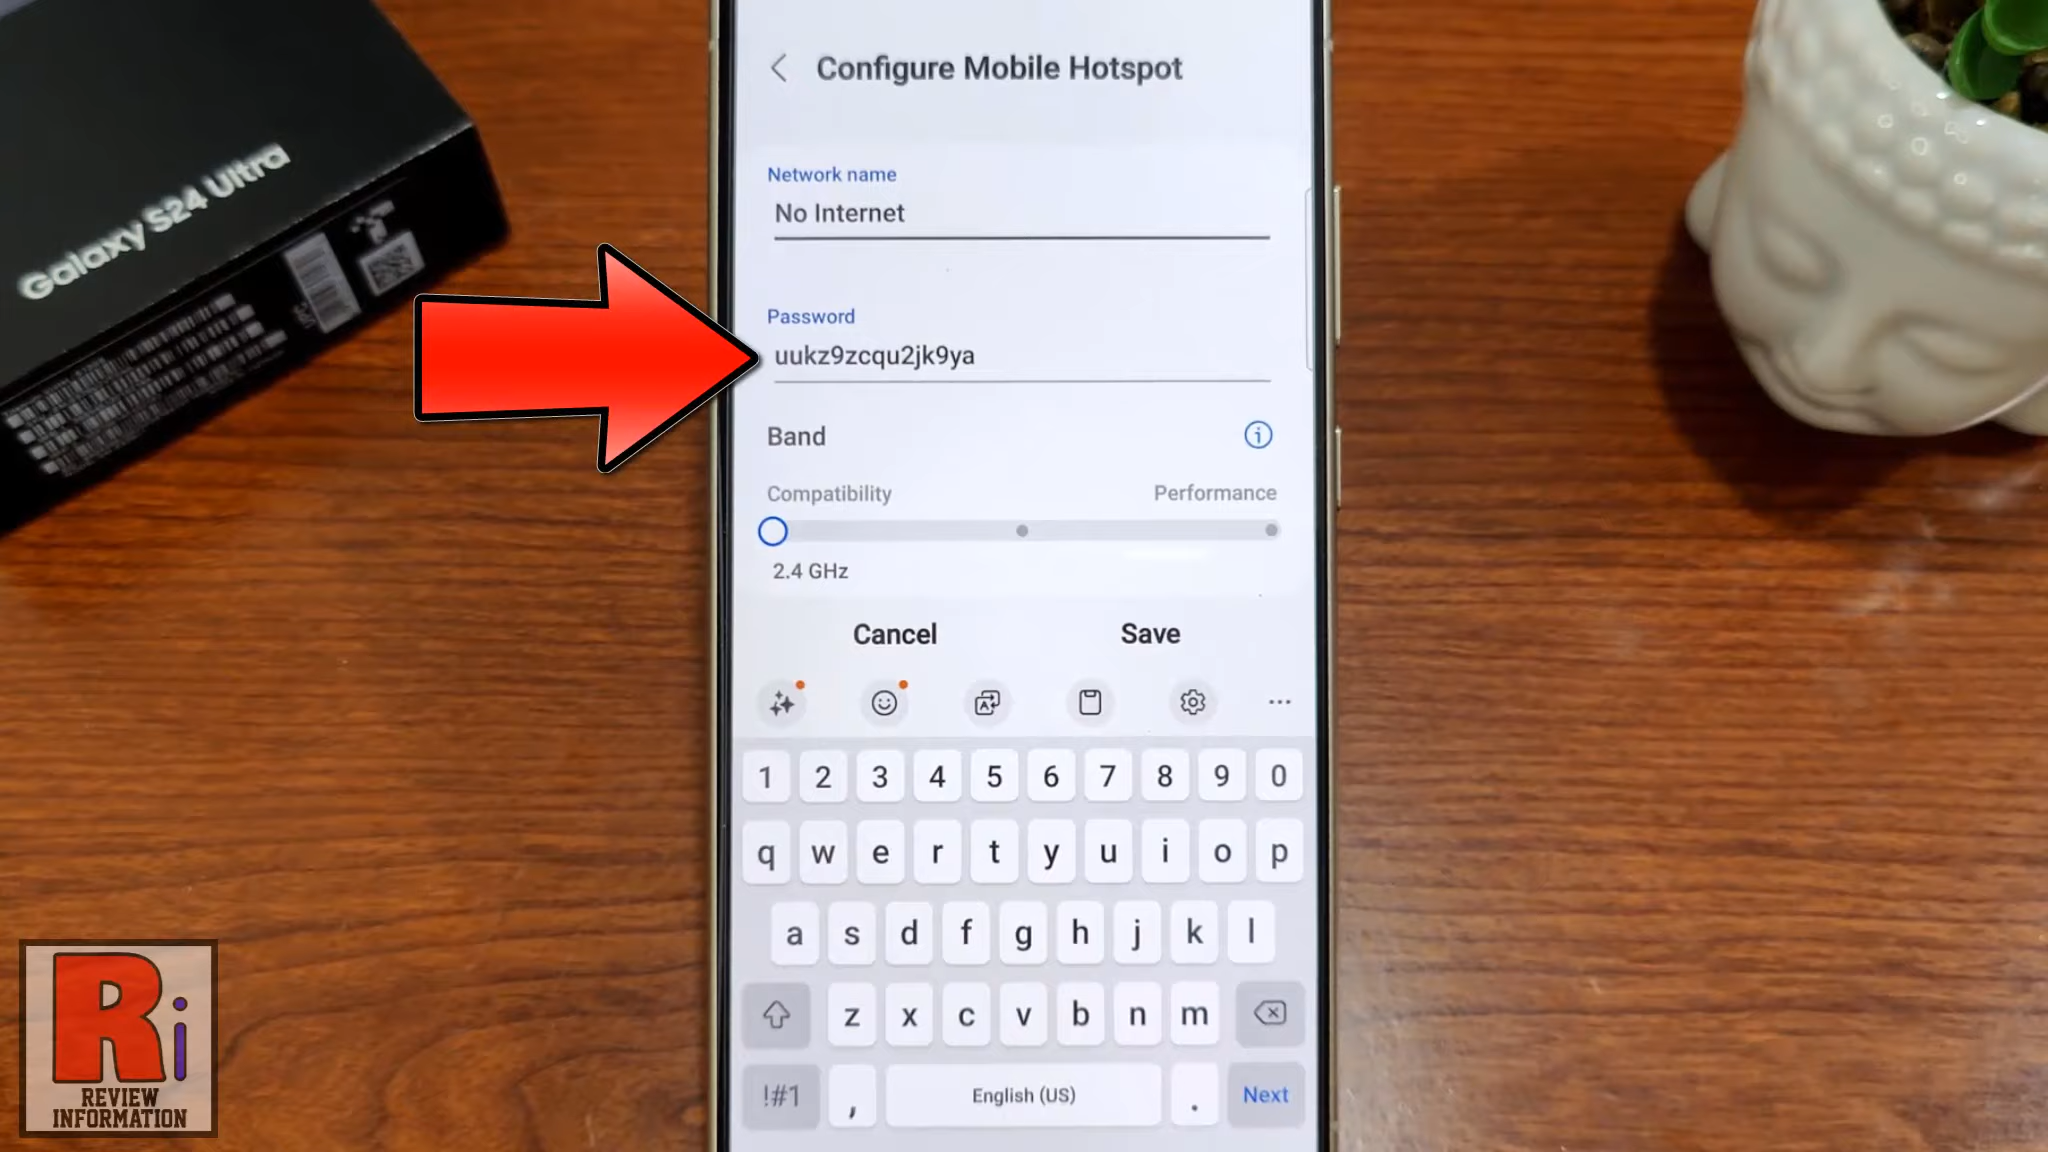 Configure Mobile Hotspot
Galaxy S24 Ultra
Network name
No Internet
Password
uukz9zcqu2jk9ya
Band
Compatibility Performance
2.4 GHz
Cancel Save
1 2 3 4 5 6 7 8 9 0
q w e r t y u i o p
a s d f g h j k l
z x c v b n m
!#1 , English (US) . Next
Ri
REVIEW
INFORMATION